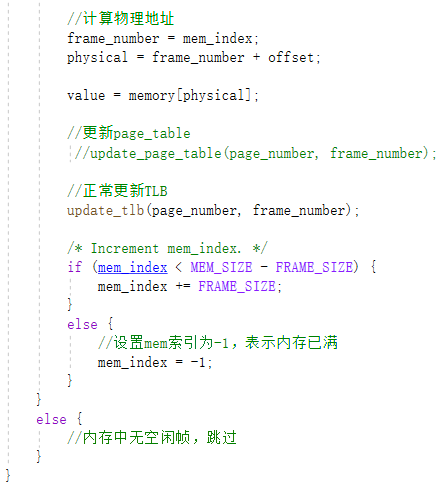 //计算物理地址
frame_number = mem_index;
physical = frame_number + offset;
value = memory[physical];
//更新page_table
//update_page_table(page_number, frame_number);
//正常更新TLB
update_tlb(page_number, frame_number);
/* Increment mem_index. */
if (mem_index < MEM_SIZE - FRAME_SIZE) {
mem_index += FRAME_SIZE;
}
else {
//设置mem索引为-1，表示内存已满
mem_index = -1;
}
}
else {
//内存中无空闲帧，跳过
}
}